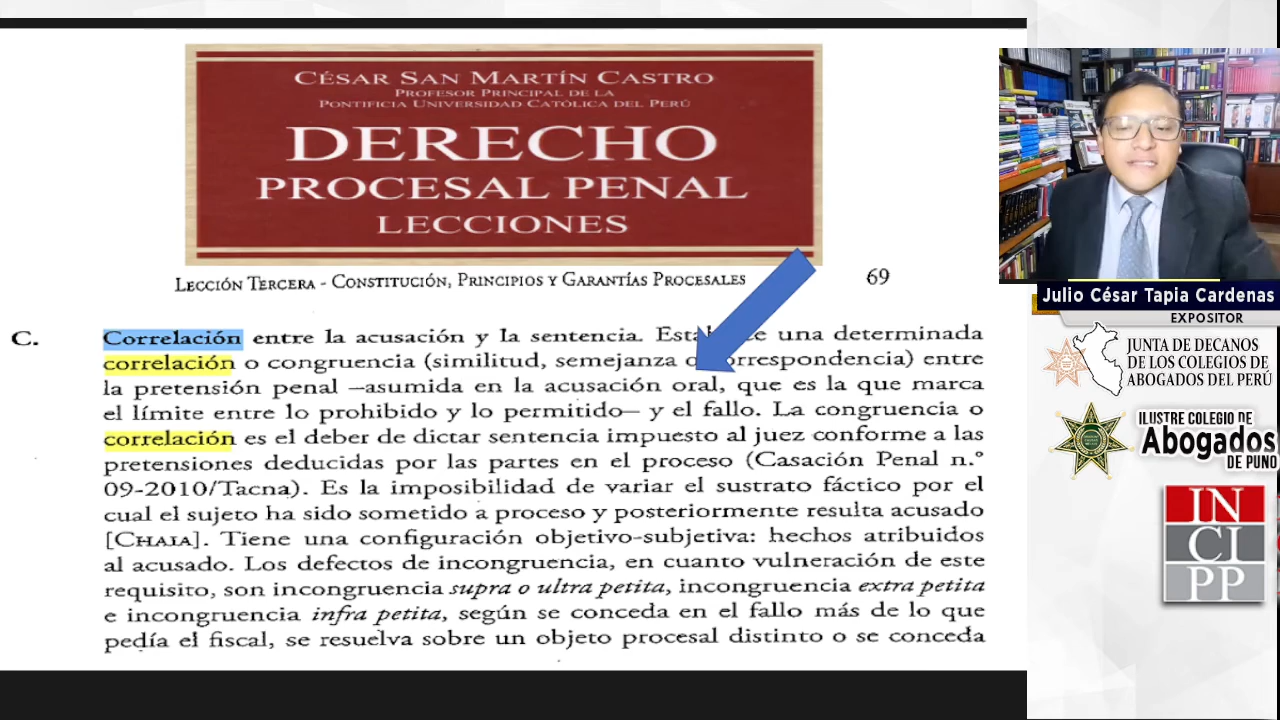 CÉSAR SAN MARTÍN CASTRO
PROFESOR PRINCIPAL DE LA
PONTIFICIA UNIVERSIDAD CATÓLICA DEL PERÚ
DERECHO
PROCESAL PENAL
LECCIONES
LECCIÓN TERCERA - CONSTITUCIÓN, PRINCIPIOS Y GARANTÍAS PROCESALES 69
C. Correlación entre la acusación y la sentencia. una determinada
correlación o congruencia (similitud, semejanza o correspondencia) entre
la pretensión penal —asumida en la acusación oral, que es la que marca
el límite entre lo prohibido y lo permitido— y el fallo. La congruencia o
correlación es el deber de dictar sentencia impuesto al juez conforme a las
pretensiones deducidas por las partes en el proceso (Casación Penal n.°
09-2010/Tacna). Es la imposibilidad de variar el sustrato fáctico por el
cual el sujeto ha sido sometido a proceso y posteriormente resulta acusado
[CHAIA]. Tiene una configuración objetivo-subjetiva: hechos atribuidos
al acusado. Los defectos de incongruencia, en cuanto vulneración de este
requisito, son incongruencia supra o ultra petita, incongruencia extra petita
e incongruencia infra petita, según se conceda en el fallo más de lo que
pedía el fiscal, se resuelva sobre un objeto procesal distinto o se conceda
Julio César Tapia Cardenas
EXPOSITOR
JUNTA DE DECANOS
DE LOS COLEGIOS DE
ABOGADOS DEL PERÚ
ILUSTRE COLEGIO DE
Abogados
DE PUNO
IN
CI
PP